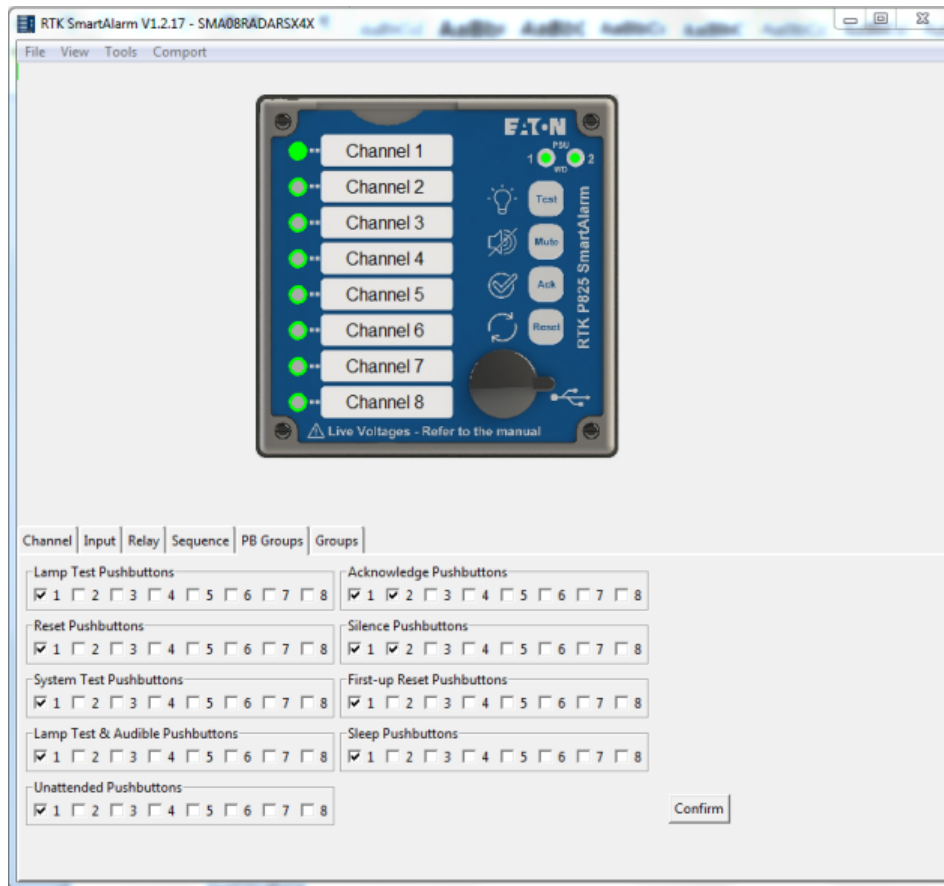 RTK SmartAlarm V1.2.17 - SMA08RADARSX4X
File View Tools Comport
EATON
PSU
1 2
WD
Channel 1
Channel 2
Channel 3
Channel 4
Channel 5
Channel 6
Channel 7
Channel 8
Test
Mute
Ack
Reset
RTK P825 SmartAlarm
Live Voltages - Refer to the manual
Channel Input Relay Sequence PB Groups Groups
Lamp Test Pushbuttons
1 2 3 4 5 6 7 8
Acknowledge Pushbuttons
1 2 3 4 5 6 7 8
Reset Pushbuttons
1 2 3 4 5 6 7 8
Silence Pushbuttons
1 2 3 4 5 6 7 8
System Test Pushbuttons
1 2 3 4 5 6 7 8
First-up Reset Pushbuttons
1 2 3 4 5 6 7 8
Lamp Test & Audible Pushbuttons
1 2 3 4 5 6 7 8
Sleep Pushbuttons
1 2 3 4 5 6 7 8
Unattended Pushbuttons
1 2 3 4 5 6 7 8
Confirm